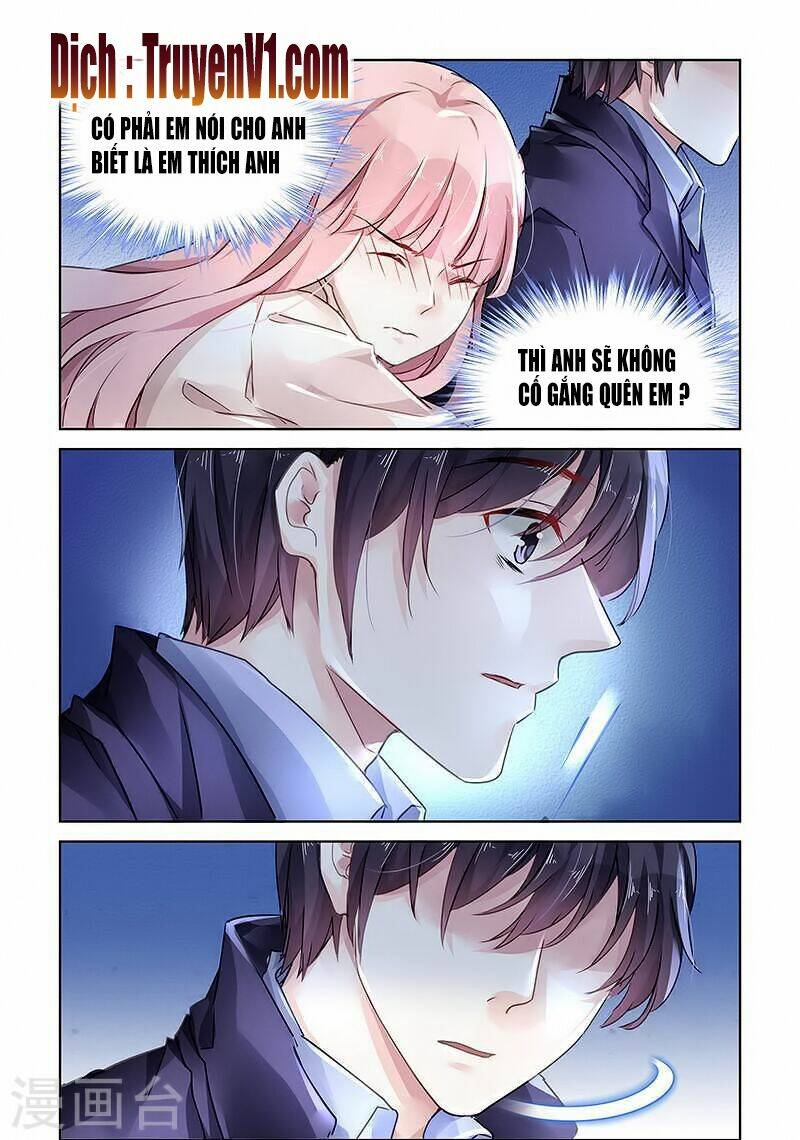 Dịch : TruyenV1.com
CÓ PHẢI EM NÓI CHO ANH
BIẾT LÀ EM THÍCH ANH
THÌ ANH SẼ KHÔNG
CỐ GẮNG QUÊN EM ?
漫画台